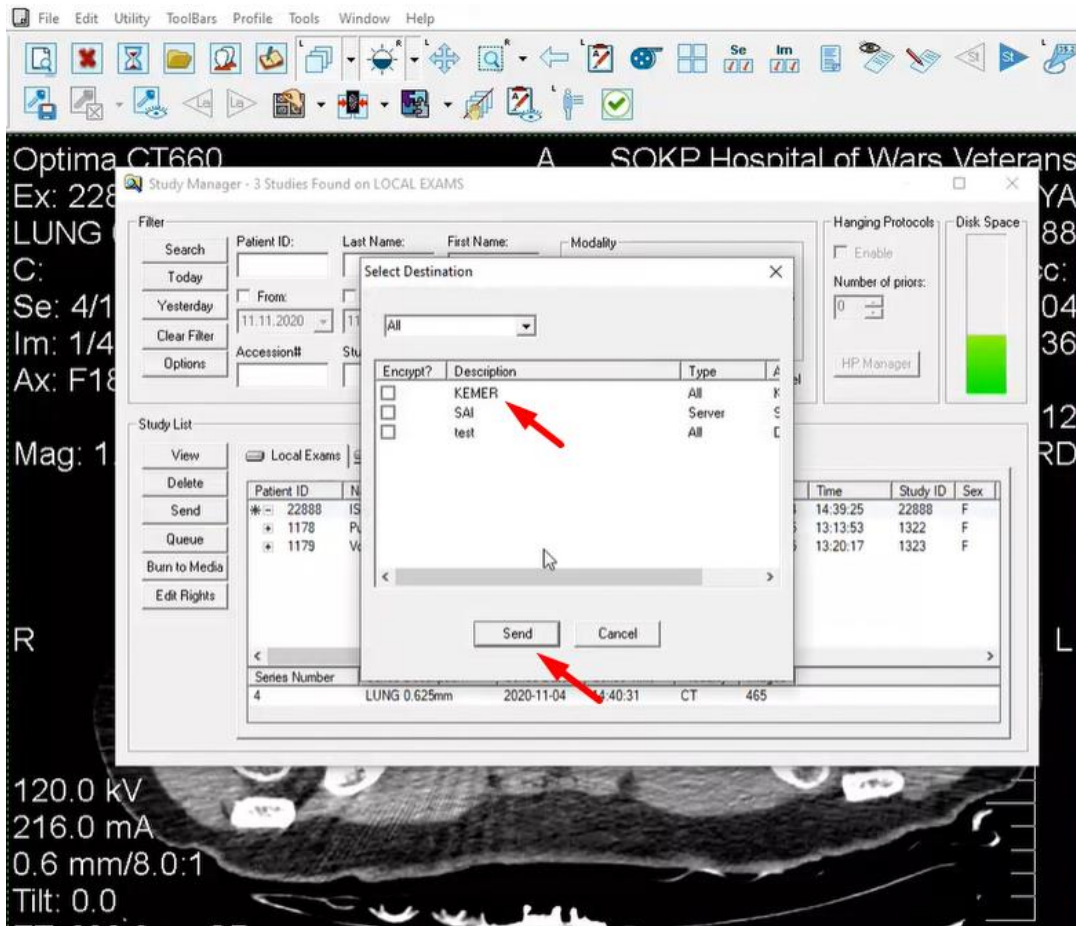 File Edit Utility ToolBars Profile Tools Window Help
Se Im
Optima CT660 A SOKP Hospital of Wars Veterans
Ex: 228
YA
LUNG
88
C:
Se: 4/1
04
Im: 1/4
36
Ax: F18
12
Mag: 1.
RD
Study Manager - 3 Studies Found on LOCAL EXAMS
Filter
Search
Today
Yesterday
Clear Filter
Options
Patient ID: Last Name: First Name: Modality
From:
11.11.2020
Accession#
Hanging Protocols
Enable
Number of priors:
0
HP Manager
Disk Space
Select Destination
All
Encrypt? Description Type
KEMER All
SAI Server
test All
Send Cancel
Study List
View
Delete
Send
Queue
Burn to Media
Edit Rights
Local Exams
Patient ID Time Study ID Sex
22888 14:39:25 22888 F
1178 13:13:53 1322 F
1179 13:20:17 1323 F
Series Number
4 LUNG 0.625mm 2020-11-04 14:40:31 CT 465
R L
120.0 kV
216.0 mA
0.6 mm/8.0:1
Tilt: 0.0